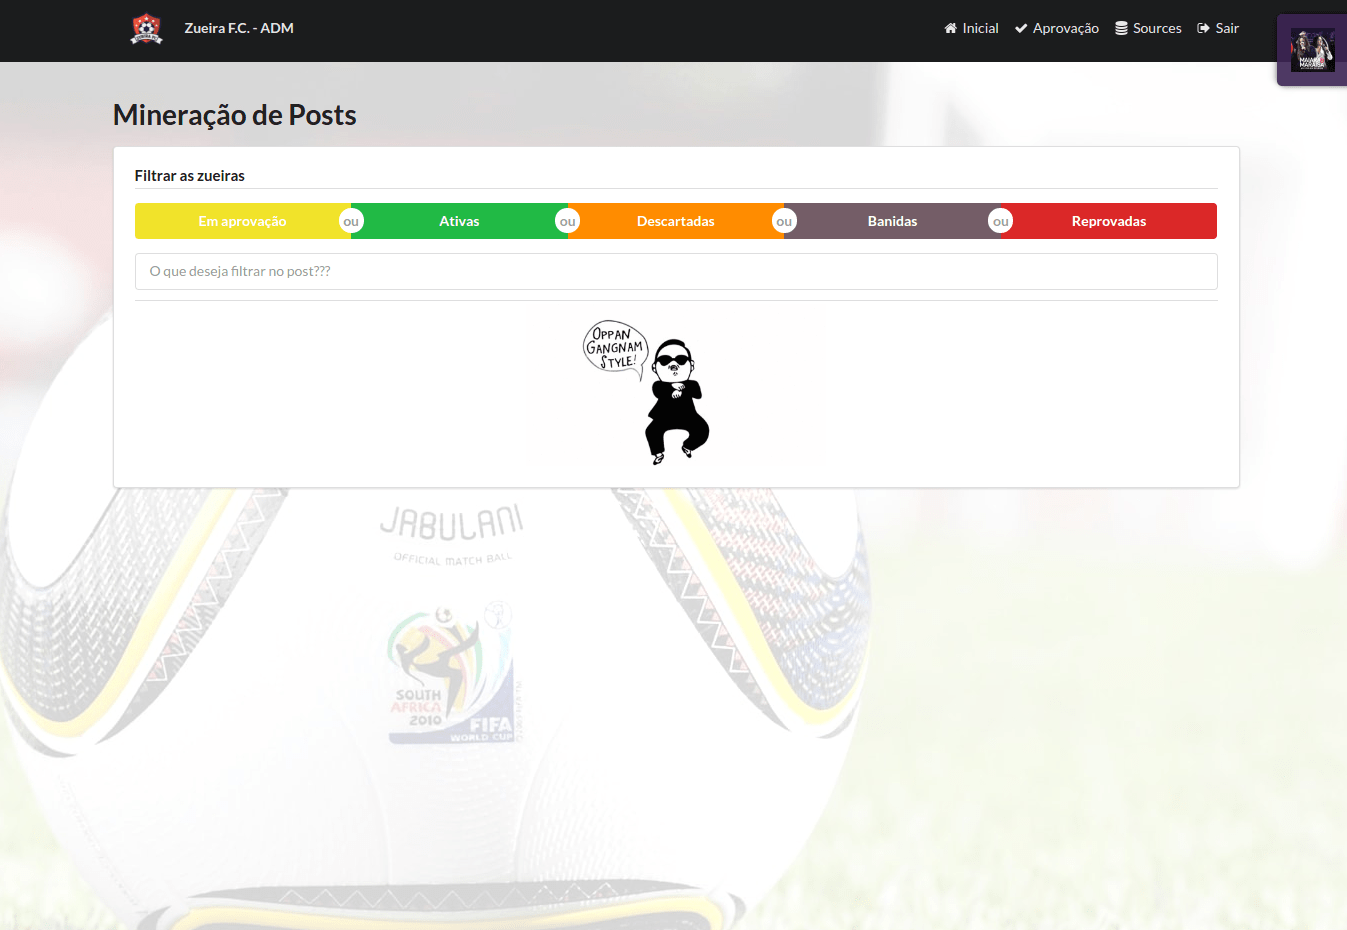 Zueira F.C. - ADM
Inicial
Aprovação
Sources
Sair
Mineração de Posts
Filtrar as zueiras
Em aprovação ou Ativas ou Descartadas ou Banidas ou Reprovadas
O que deseja filtrar no post???
OPPAN
GANGNAM
STYLE!
JABULANI
OFFICIAL MATCH BALL
SOUTH
AFRICA
2010
FIFA
WORLD CUP
MAIARA
MARAISA